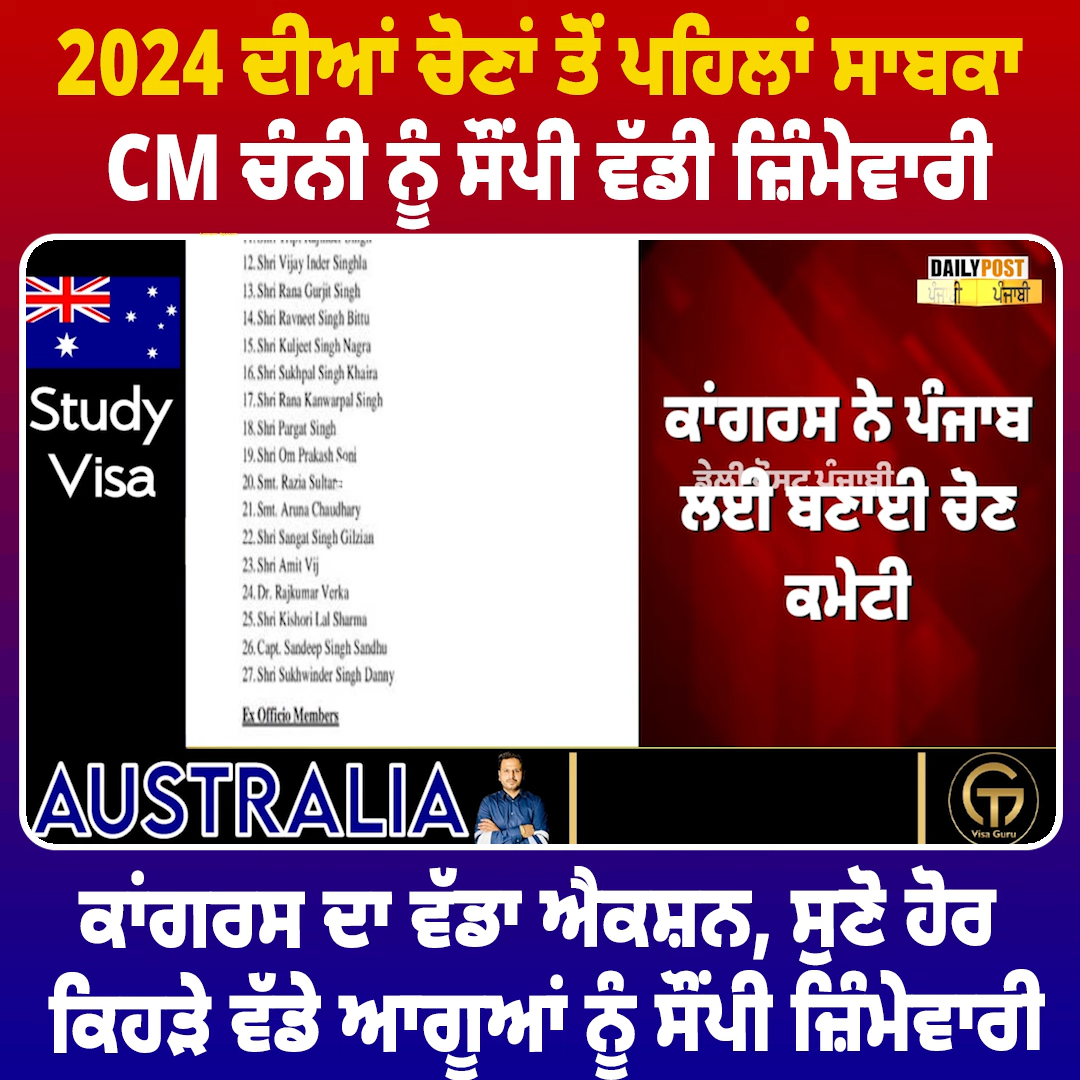 2024 ਦੀਆਂ ਚੋਣਾਂ ਤੋਂ ਪਹਿਲਾਂ ਸਾਬਕਾ
CM ਚੰਨੀ ਨੂੰ ਸੌਂਪੀ ਵੱਡੀ ਜ਼ਿੰਮੇਵਾਰੀ
Study
Visa
12. Shri Vijay Inder Singhla
13. Shri Rana Gurjit Singh
14. Shri Ravneet Singh Bittu
15. Shri Kuljeet Singh Nagra
16. Shri Sukhpal Singh Khaira
17. Shri Rana Kanwarpal Singh
18. Shri Pargat Singh
19. Shri Om Prakash Soni
20. Smt. Razia
21. Smt. Aruna Chaudhary
22. Shri Sangat Singh Gilzian
23. Shri Amit Vij
24. Dr. Rajkumar Verka
25. Shri Kishori Lal Sharma
26. Capt. Sandeep Singh Sandhu
27. Shri Sukhwinder Singh Danny
Ex Officio Members
DAILYPOST
ਪੰਜਾਬੀ
ਕਾਂਗਰਸ ਨੇ ਪੰਜਾਬ
ਲਈ ਬਣਾਈ ਚੋਣ
ਕਮੇਟੀ
AUSTRALIA
Visa Guru
ਕਾਂਗਰਸ ਦਾ ਵੱਡਾ ਐਕਸ਼ਨ, ਸੁਣੋ ਹੋਰ
ਕਿਹੜੇ ਵੱਡੇ ਆਗੂਆਂ ਨੂੰ ਸੌਂਪੀ ਜ਼ਿੰਮੇਵਾਰੀ